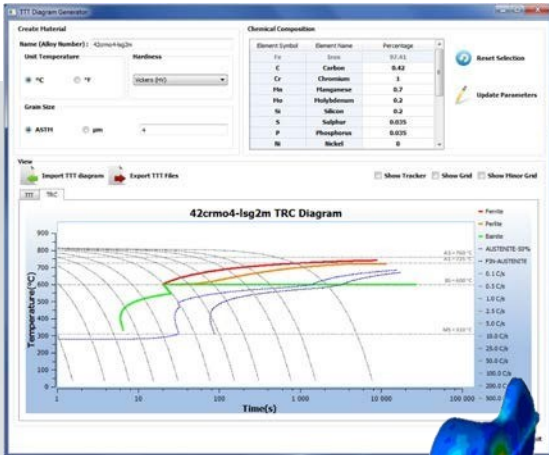 TTT Diagram Generator
Create Material
Name (Alloy Number) : 42crmo4-lsg2m
Unit Temperature
Hardness
°C °F
Vickers (HV)
Grain Size
ASTM µm 4
Chemical Composition
Element Symbol Element Name Percentage
Fe Irons 97.41
C Carbon 0.42
Cr Chromium 1
Mn Manganese 0.7
Mo Molybdenum 0.2
Si Silicon 0.2
S Sulphur 0.035
P Phosphorus 0.035
Ni Nickel 0
Reset Selection
Update Parameters
View
Import TTT diagram Export TTT Files
Show Tracker Show Grid Show Minor Grid
TTT TRC
42crmo4-lsg2m TRC Diagram
Temperature(°C)
900
800
700
600
500
400
300
200
100
0
1 10 100 1 000 10 000 100 000
Time(s)
Ferrite
Perlite
Bainite
AUSTENITE-50%
FIN-AUSTENITE
0.1 C/s
0.5 C/s
1.0 C/s
2.5 C/s
5.0 C/s
10.0 C/s
25.0 C/s
50.0 C/s
100.0 C/s
200.0